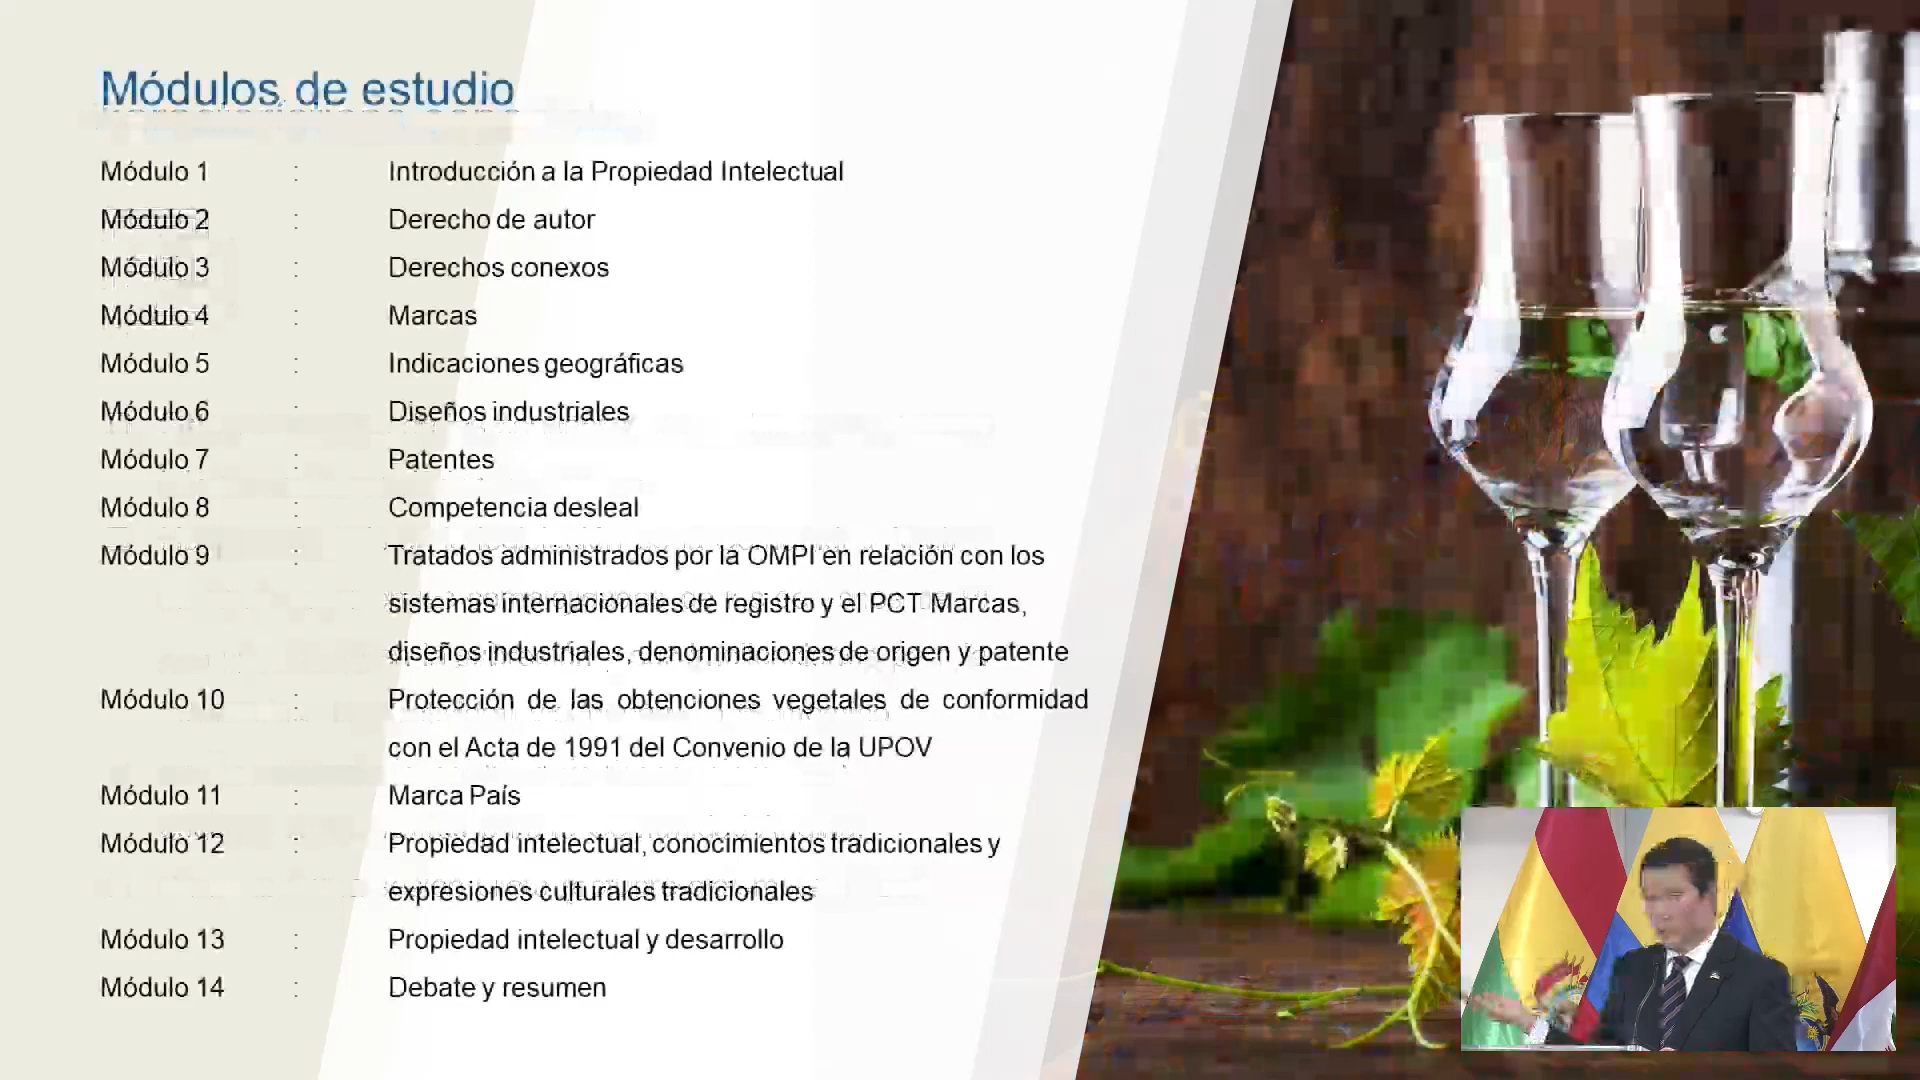 Módulos de estudio
Módulo 1 : Introducción a la Propiedad Intelectual
Módulo 2 : Derecho de autor
Módulo 3 : Derechos conexos
Módulo 4 : Marcas
Módulo 5 : Indicaciones geográficas
Módulo 6 : Diseños industriales
Módulo 7 : Patentes
Módulo 8 : Competencia desleal
Módulo 9 : Tratados administrados por la OMPI en relación con los
sistemas internacionales de registro y el PCT Marcas,
diseños industriales, denominaciones de origen y patente
Módulo 10 : Protección de las obtenciones vegetales de conformidad
con el Acta de 1991 del Convenio de la UPOV
Módulo 11 : Marca País
Módulo 12 : Propiedad intelectual, conocimientos tradicionales y
expresiones culturales tradicionales
Módulo 13 : Propiedad intelectual y desarrollo
Módulo 14 : Debate y resumen